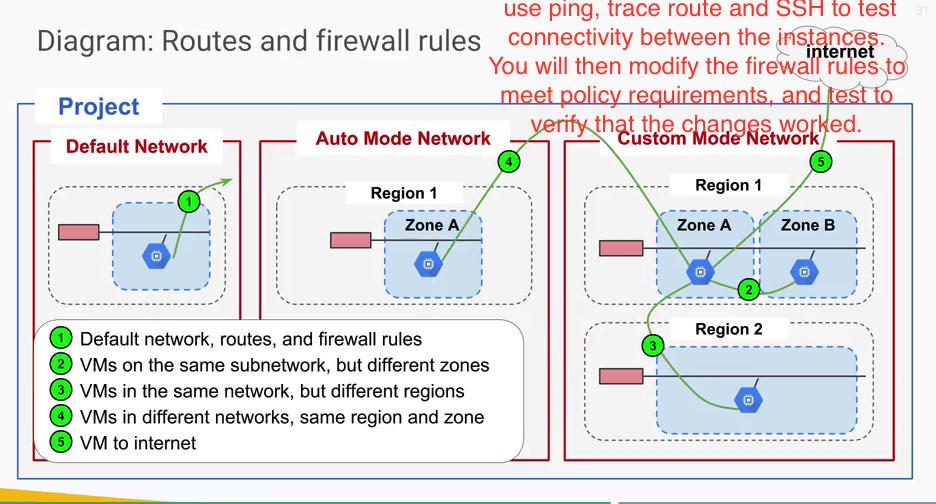 31
use ping, trace route and SSH to test
connectivity between the instances.
You will then modify the firewall rules to
meet policy requirements, and test to
verify that the changes worked.
Diagram: Routes and firewall rules
internet
Project
Default Network
Auto Mode Network
Custom Mode Network
1
Region 1
Zone A
4
Region 1
Zone A
Zone B
5
2
Region 2
3
1 Default network, routes, and firewall rules
2 VMs on the same subnetwork, but different zones
3 VMs in the same network, but different regions
4 VMs in different networks, same region and zone
5 VM to internet